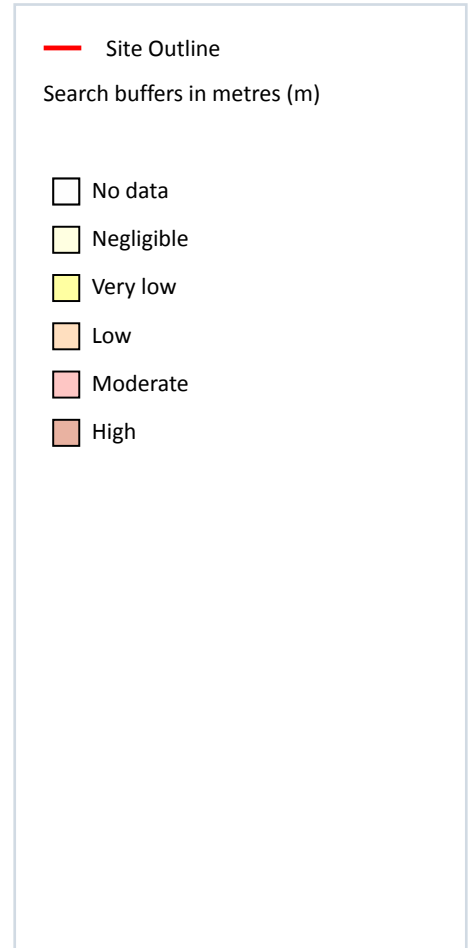 Site Outline
Search buffers in metres (m)
No data
Negligible
Very low
Low
Moderate
High